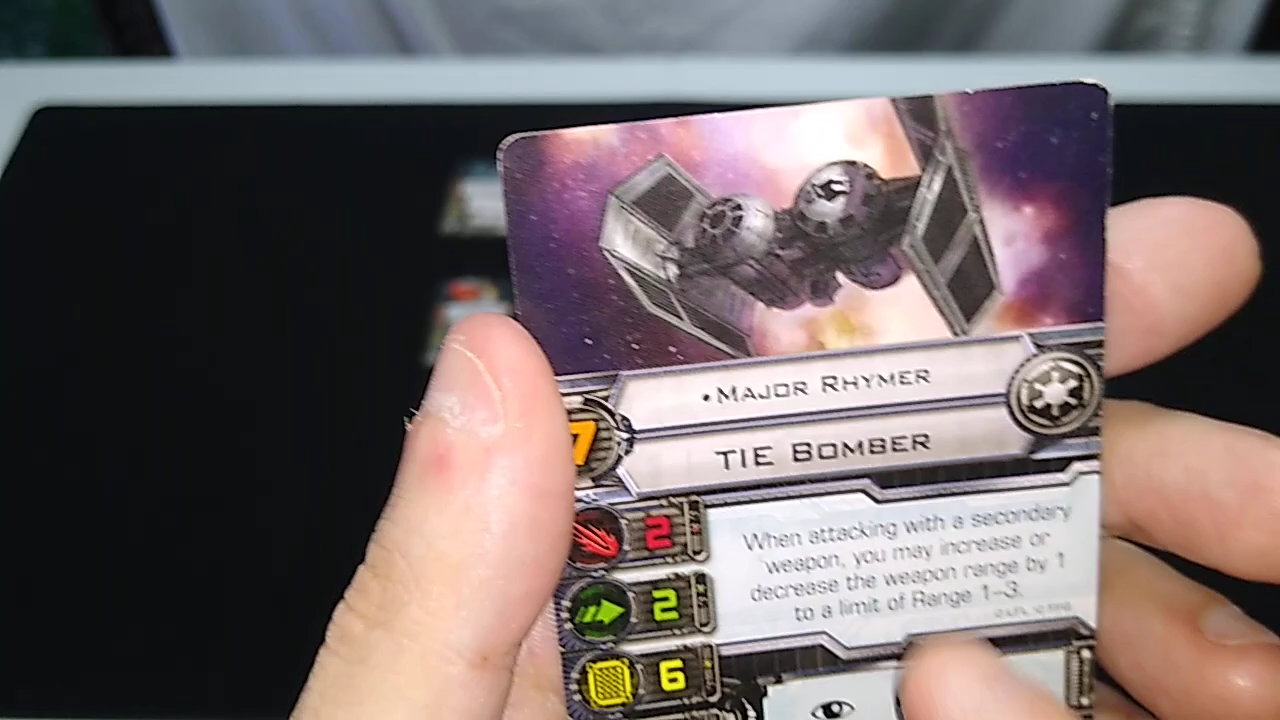 •Major Rhymer
7
TIE Bomber
2
When attacking with a secondary
weapon, you may increase or
decrease the weapon range by 1
to a limit of Range 1–3.
2
6